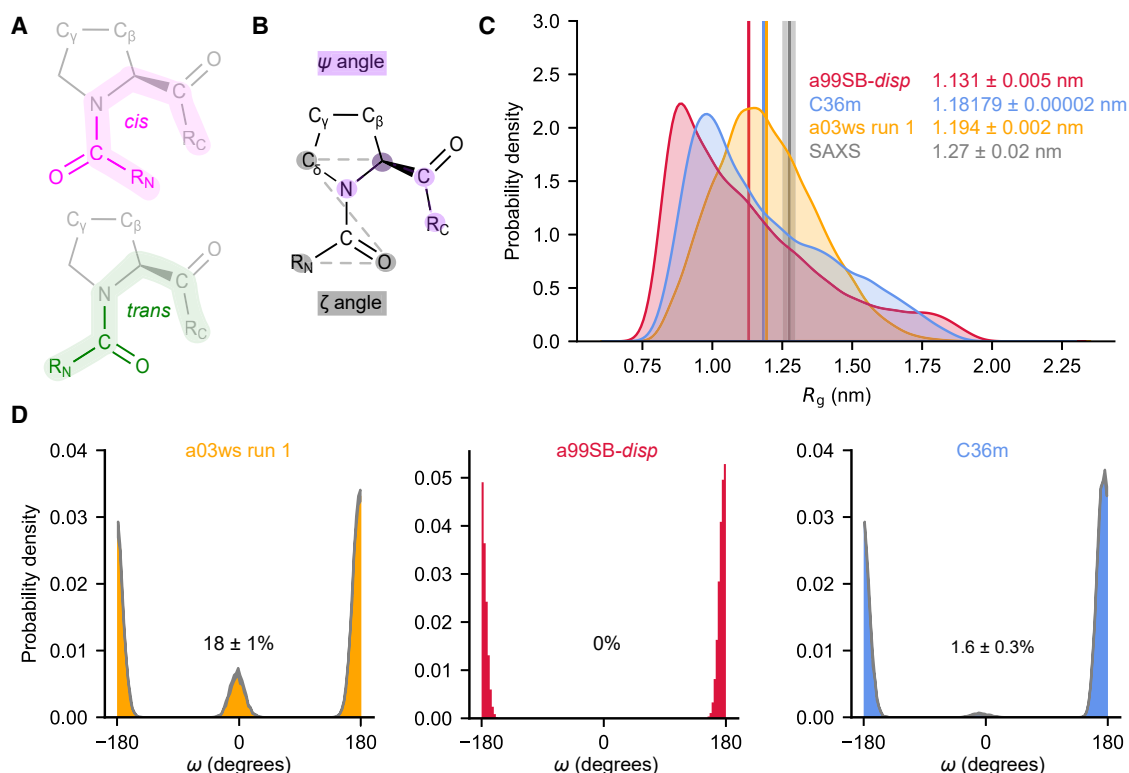 A
Cγ Cβ
O
N
C
cis
RC
C
O
RN
Cγ Cβ
O
N
C
trans
RC
C
RN
O
B
ψ angle
Cγ Cβ
O
Cδ
N
C
RC
C
RN
O
ζ angle
C
Probability density
3.0
2.5
2.0
1.5
1.0
0.5
0.0
a99SB-disp 1.131 ± 0.005 nm
C36m 1.18179 ± 0.00002 nm
a03ws run 1 1.194 ± 0.002 nm
SAXS 1.27 ± 0.02 nm
0.75 1.00 1.25 1.50 1.75 2.00 2.25
Rg (nm)
D
a03ws run 1
Probability density
0.04
0.03
0.02
0.01
0.00
18 ± 1%
−180 0 180
ω (degrees)
a99SB-disp
0.05
0.04
0.03
0.02
0.01
0.00
0%
−180 0 180
ω (degrees)
C36m
0.04
0.03
0.02
0.01
0.00
1.6 ± 0.3%
−180 0 180
ω (degrees)